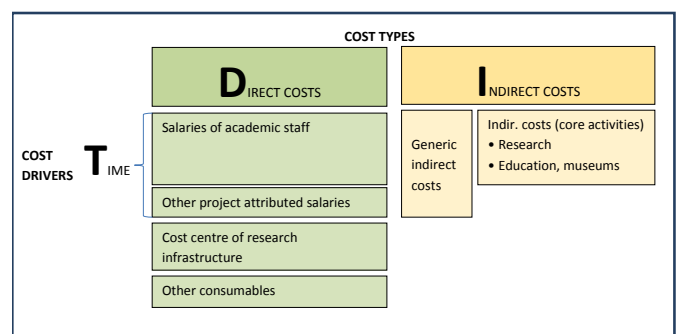 COST TYPES
DIRECT COSTS
INDIRECT COSTS
COST
DRIVERS
TIME
Salaries of academic staff
Other project attributed salaries
Cost centre of research
infrastructure
Other consumables
Generic
indirect
costs
Indir. costs (core activities)
• Research
• Education, museums